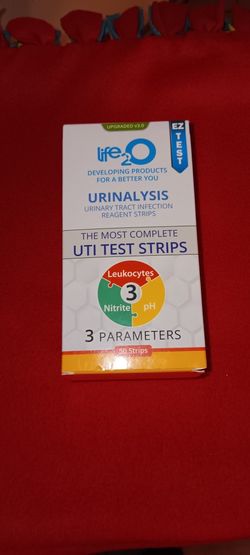 UPGRADED v3.0
EZ TEST
life2O
DEVELOPING PRODUCTS
FOR A BETTER YOU
URINALYSIS
URINARY TRACT INFECTION
REAGENT STRIPS
THE MOST COMPLETE
UTI TEST STRIPS
Leukocytes
3
Nitrite
pH
3 PARAMETERS
50 Strips